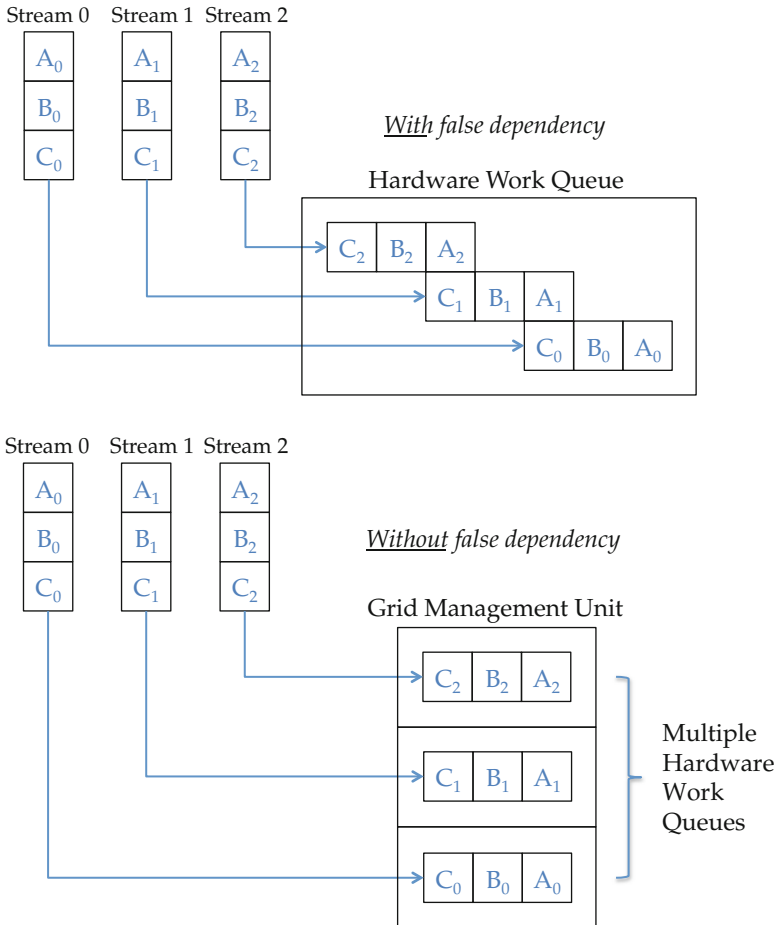 Stream 0 Stream 1 Stream 2
A₀ A₁ A₂
B₀ B₁ B₂
C₀ C₁ C₂
With false dependency
Hardware Work Queue
C₂ B₂ A₂
C₁ B₁ A₁
C₀ B₀ A₀
Stream 0 Stream 1 Stream 2
A₀ A₁ A₂
B₀ B₁ B₂
C₀ C₁ C₂
Without false dependency
Grid Management Unit
C₂ B₂ A₂
C₁ B₁ A₁
C₀ B₀ A₀
Multiple
Hardware
Work
Queues